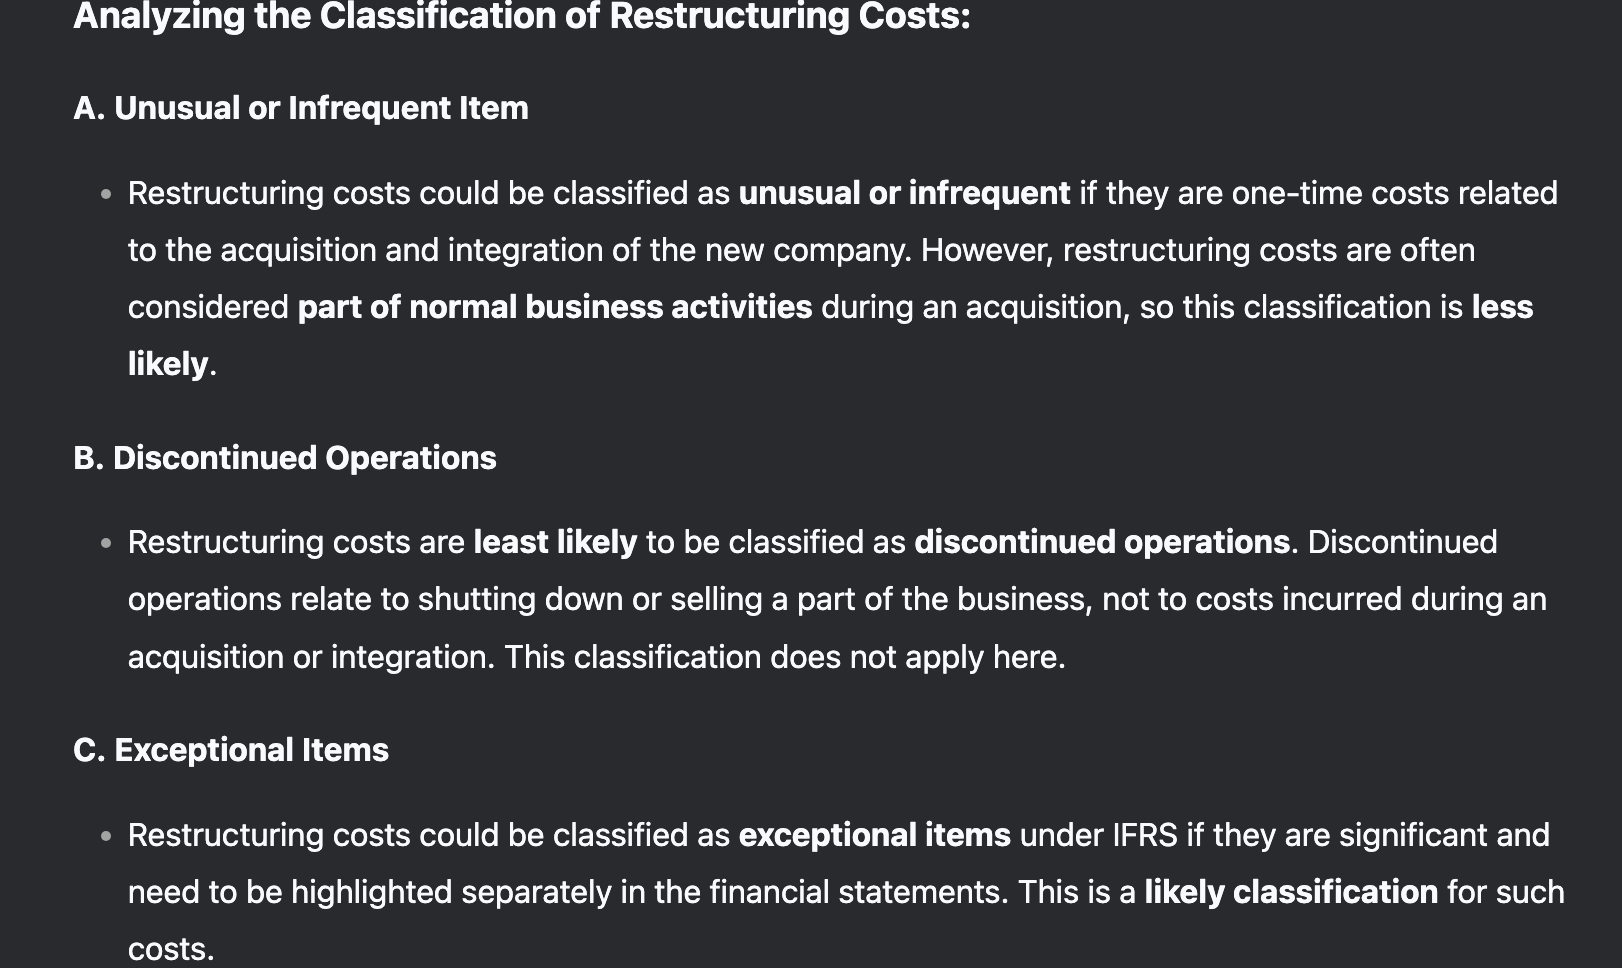 Analyzing the Classification of Restructuring Costs:
A. Unusual or Infrequent Item
• Restructuring costs could be classified as unusual or infrequent if they are one-time costs related
to the acquisition and integration of the new company. However, restructuring costs are often
considered part of normal business activities during an acquisition, so this classification is less
likely.
B. Discontinued Operations
• Restructuring costs are least likely to be classified as discontinued operations. Discontinued
operations relate to shutting down or selling a part of the business, not to costs incurred during an
acquisition or integration. This classification does not apply here.
C. Exceptional Items
• Restructuring costs could be classified as exceptional items under IFRS if they are significant and
need to be highlighted separately in the financial statements. This is a likely classification for such
costs.